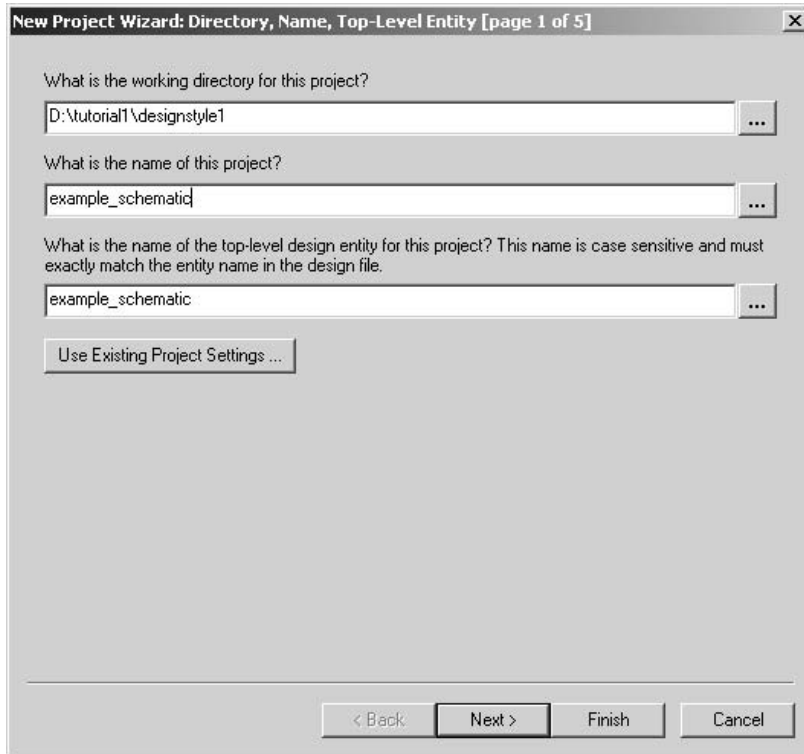 New Project Wizard: Directory, Name, Top-Level Entity [page 1 of 5]
What is the working directory for this project?
D:\tutorial1\designstyle1
...
What is the name of this project?
example_schematic
...
What is the name of the top-level design entity for this project? This name is case sensitive and must
exactly match the entity name in the design file.
example_schematic
...
Use Existing Project Settings ...
< Back
Next >
Finish
Cancel